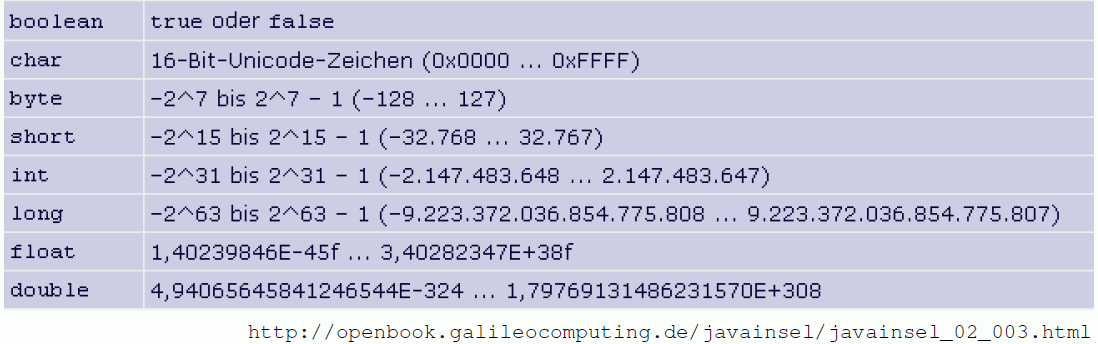 boolean true oder false
char 16-Bit-Unicode-Zeichen (0x0000 ... 0xFFFF)
byte -2^7 bis 2^7 - 1 (-128 ... 127)
short -2^15 bis 2^15 - 1 (-32.768 ... 32.767)
int -2^31 bis 2^31 - 1 (-2.147.483.648 ... 2.147.483.647)
long -2^63 bis 2^63 - 1 (-9.223.372.036.854.775.808 ... 9.223.372.036.854.775.807)
float 1,40239846E-45f ... 3,40282347E+38f
double 4,94065645841246544E-324 ... 1,79769131486231570E+308
http://openbook.galileocomputing.de/javainsel/javainsel_02_003.html